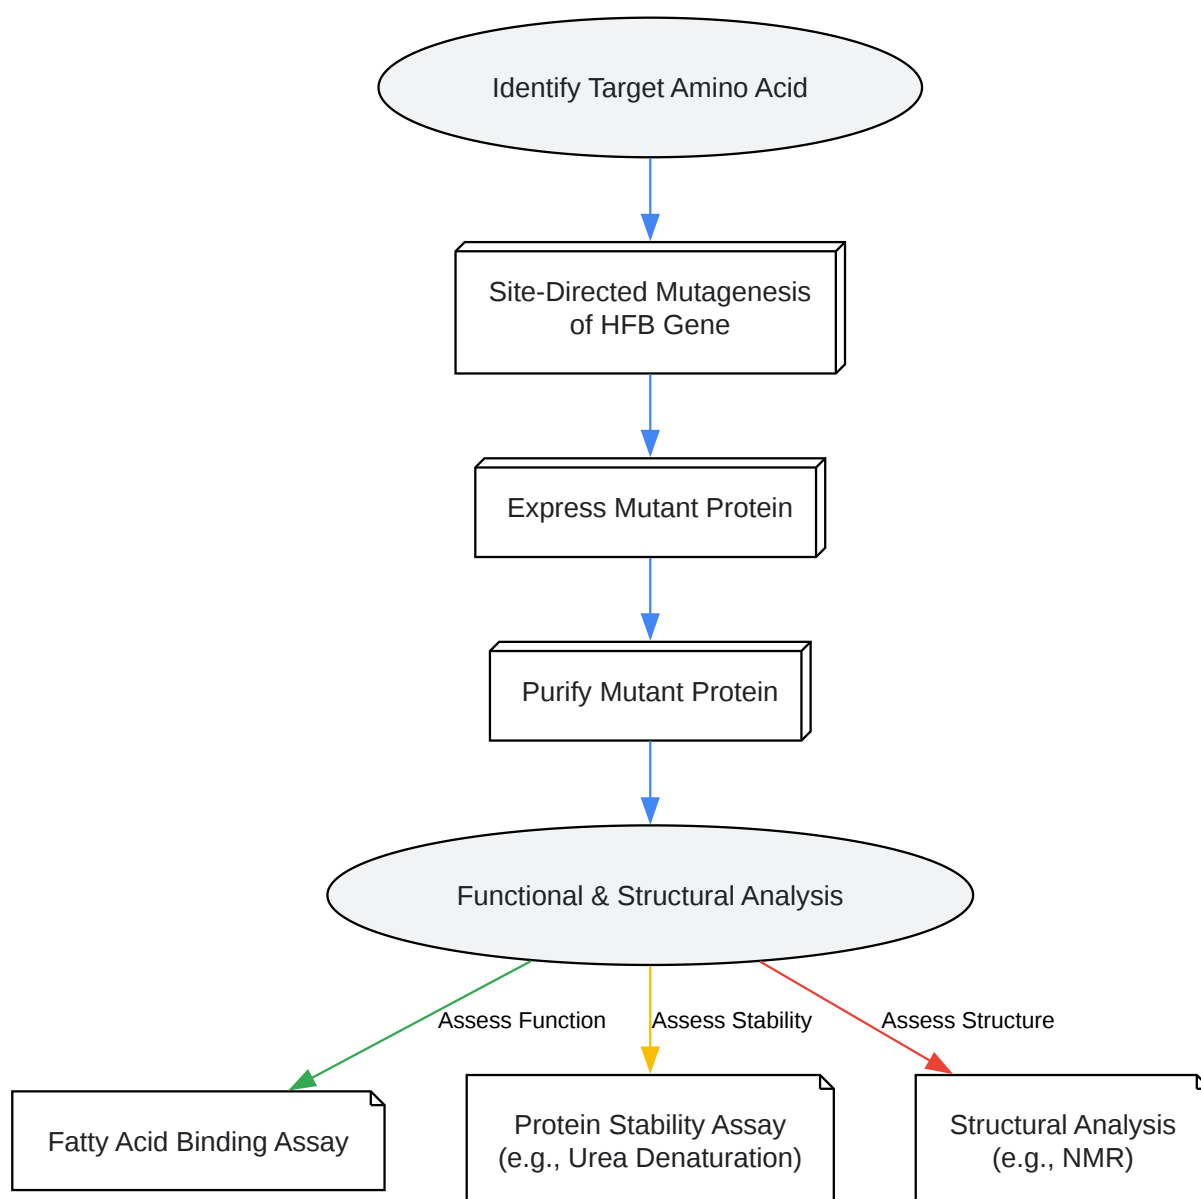 Identify Target Amino Acid
Site-Directed Mutagenesis
of HFB Gene
Express Mutant Protein
Purify Mutant Protein
Functional & Structural Analysis
Assess Function
Assess Stability
Assess Structure
Fatty Acid Binding Assay
Protein Stability Assay
(e.g., Urea Denaturation)
Structural Analysis
(e.g., NMR)